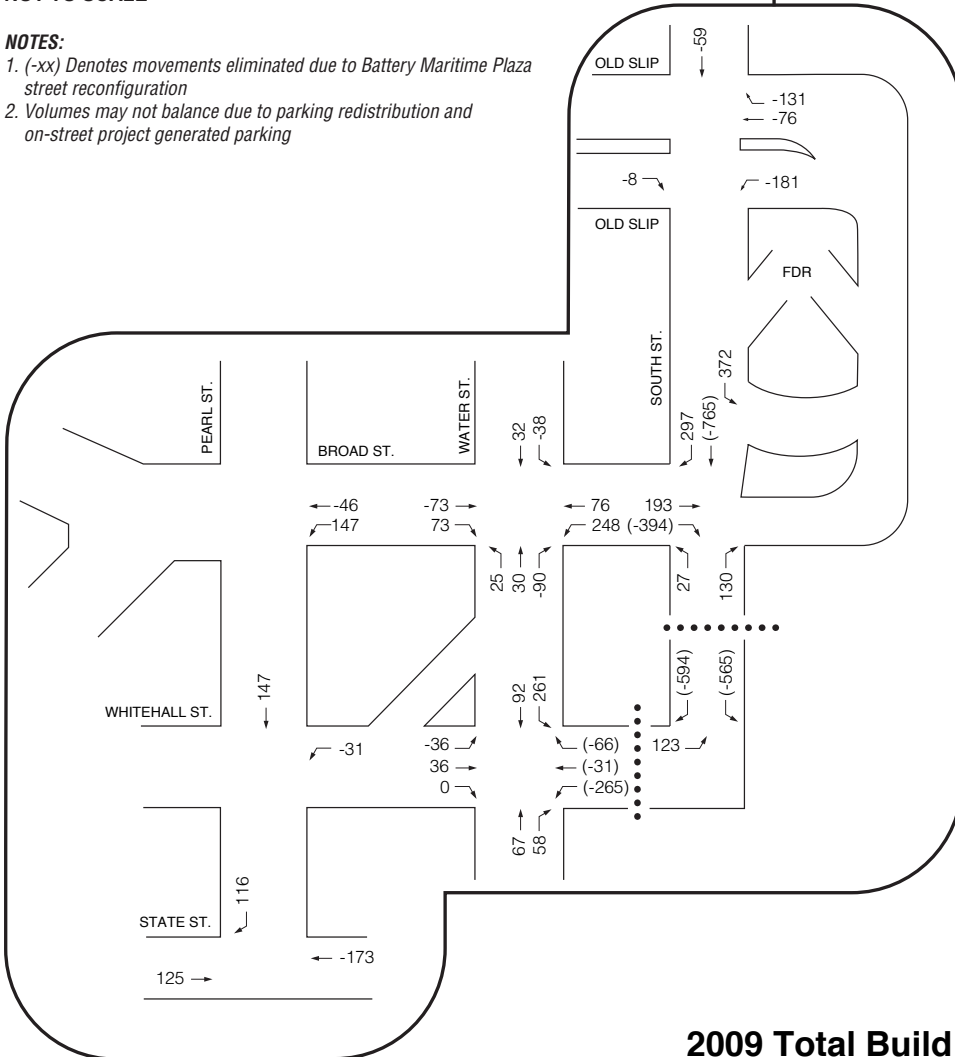 NOTES:
1. (-xx) Denotes movements eliminated due to Battery Maritime Plaza
street reconfiguration
2. Volumes may not balance due to parking redistribution and
on-street project generated parking
OLD SLIP
-59
-131
-76
-8
-181
OLD SLIP
FDR
SOUTH ST.
372
PEARL ST.
WATER ST.
BROAD ST.
32
-38
297
(-765)
-46
-73
76
193
147
73
248
(-394)
25
30
-90
27
130
147
92
261
(-594)
(-565)
WHITEHALL ST.
-31
-36
(-66)
123
36
(-31)
0
(-265)
67
58
116
STATE ST.
-173
125
2009 Total Build